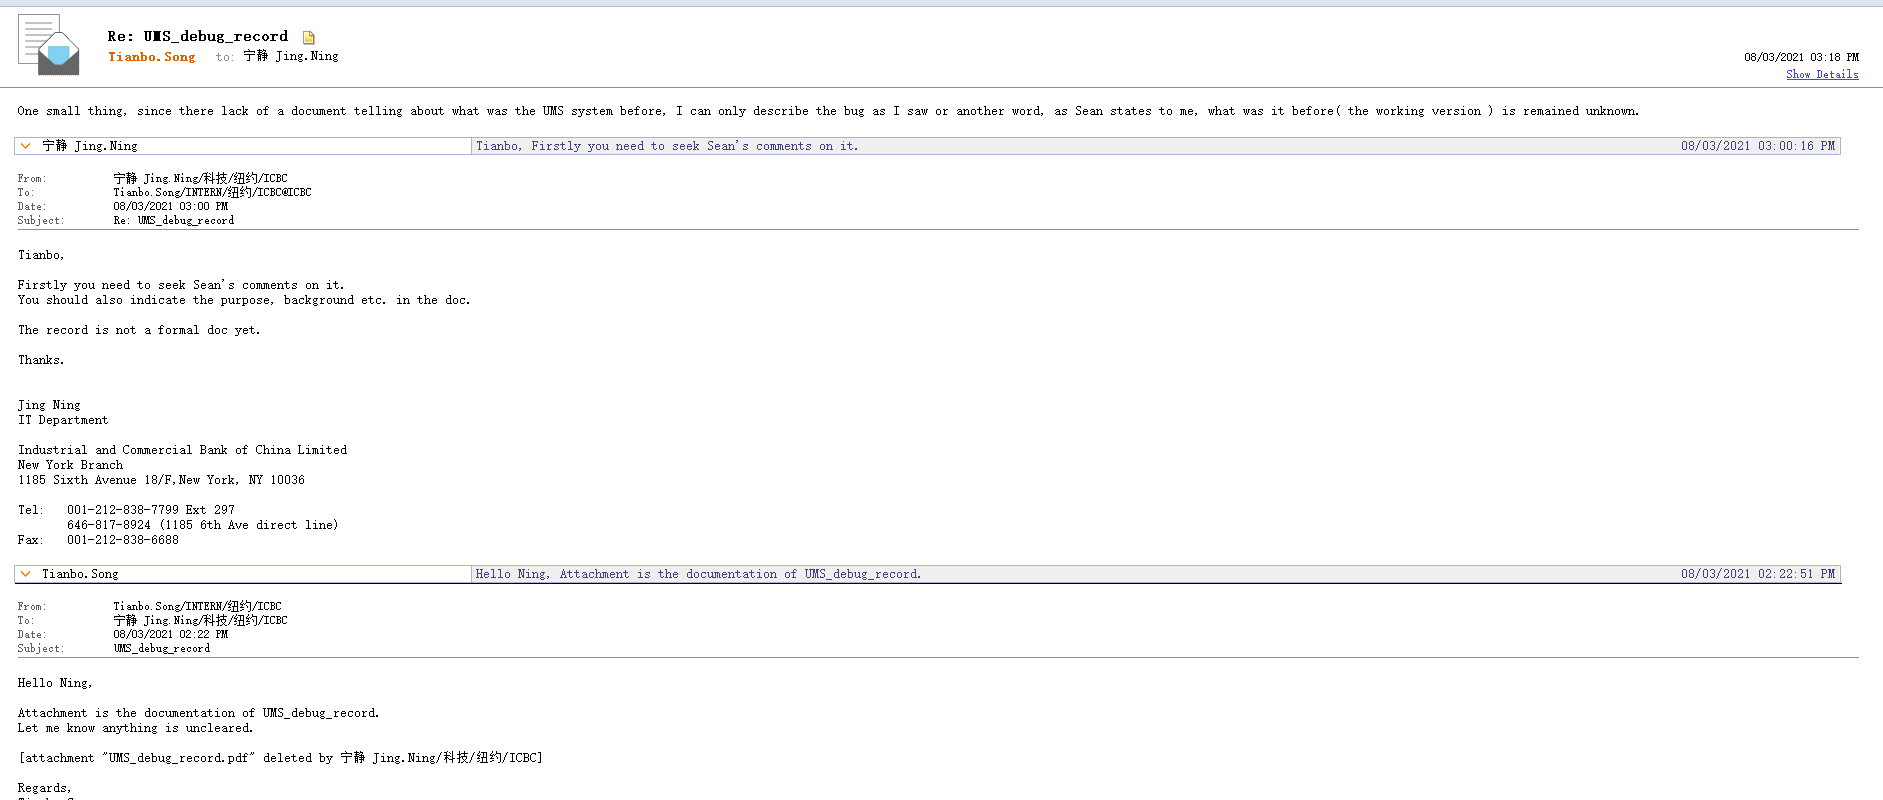 Re: UMS_debug_record
Tianbo.Song to: 宁静 Jing.Ning
08/03/2021 03:18 PM
Show Details
One small thing, since there lack of a document telling about what was the UMS system before, I can only describe the bug as I saw or another word, as Sean states to me, what was it before( the working version ) is remained unknown.
宁静 Jing.Ning Tianbo, Firstly you need to seek Sean's comments on it. 08/03/2021 03:00:16 PM
From: 宁静 Jing.Ning/科技/纽约/ICBC
To: Tianbo.Song/INTERN/纽约/ICBC@ICBC
Date: 08/03/2021 03:00 PM
Subject: Re: UMS_debug_record
Tianbo,
Firstly you need to seek Sean's comments on it.
You should also indicate the purpose, background etc. in the doc.
The record is not a formal doc yet.
Thanks.
Jing Ning
IT Department
Industrial and Commercial Bank of China Limited
New York Branch
1185 Sixth Avenue 18/F,New York, NY 10036
Tel: 001-212-838-7799 Ext 297
646-817-8924 (1185 6th Ave direct line)
Fax: 001-212-838-6688
Tianbo.Song Hello Ning, Attachment is the documentation of UMS_debug_record. 08/03/2021 02:22:51 PM
From: Tianbo.Song/INTERN/纽约/ICBC
To: 宁静 Jing.Ning/科技/纽约/ICBC
Date: 08/03/2021 02:22 PM
Subject: UMS_debug_record
Hello Ning,
Attachment is the documentation of UMS_debug_record.
Let me know anything is uncleared.
[attachment "UMS_debug_record.pdf" deleted by 宁静 Jing.Ning/科技/纽约/ICBC]
Regards,